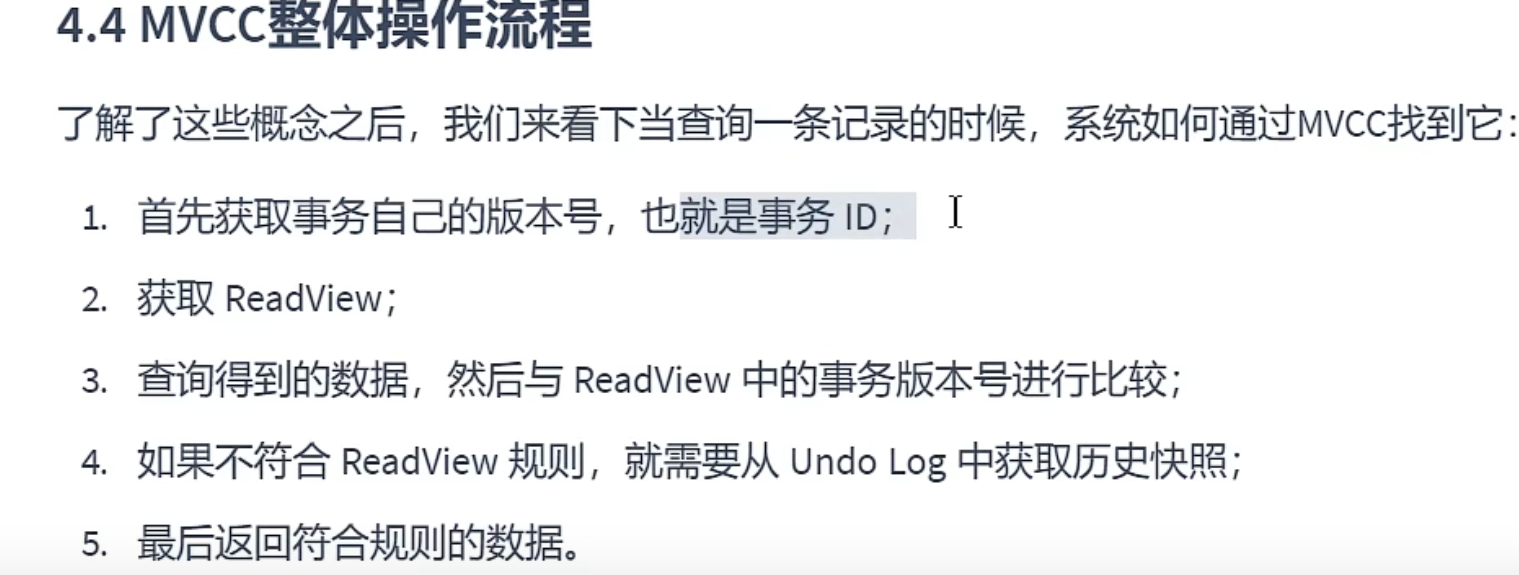 4.4 MVCC整体操作流程
了解了这些概念之后，我们来看下当查询一条记录的时候，系统如何通过MVCC找到它：
1. 首先获取事务自己的版本号，也就是事务 ID；
2. 获取 ReadView；
3. 查询得到的数据，然后与 ReadView 中的事务版本号进行比较；
4. 如果不符合 ReadView 规则，就需要从 Undo Log 中获取历史快照；
5. 最后返回符合规则的数据。